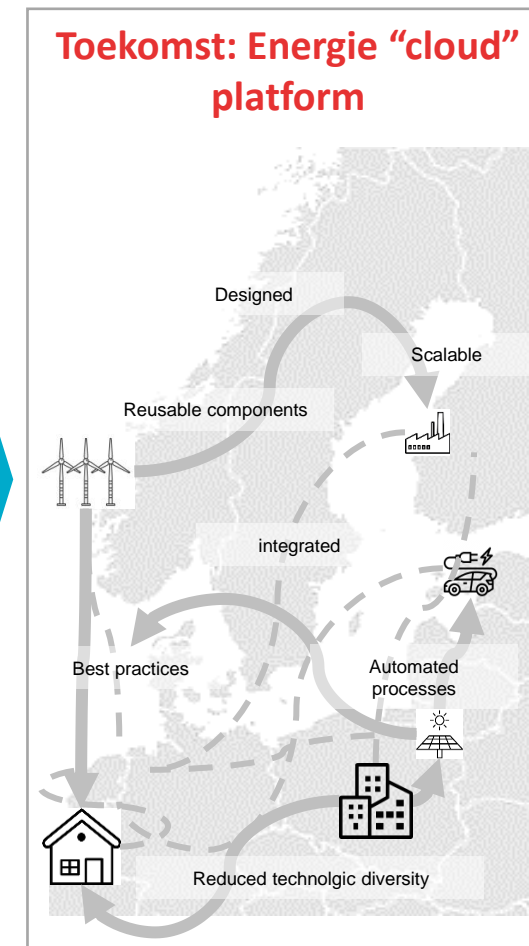 Toekomst: Energie “cloud”
platform
Designed
Scalable
Reusable components
integrated
Best practices
Automated
processes
Reduced technolgic diversity